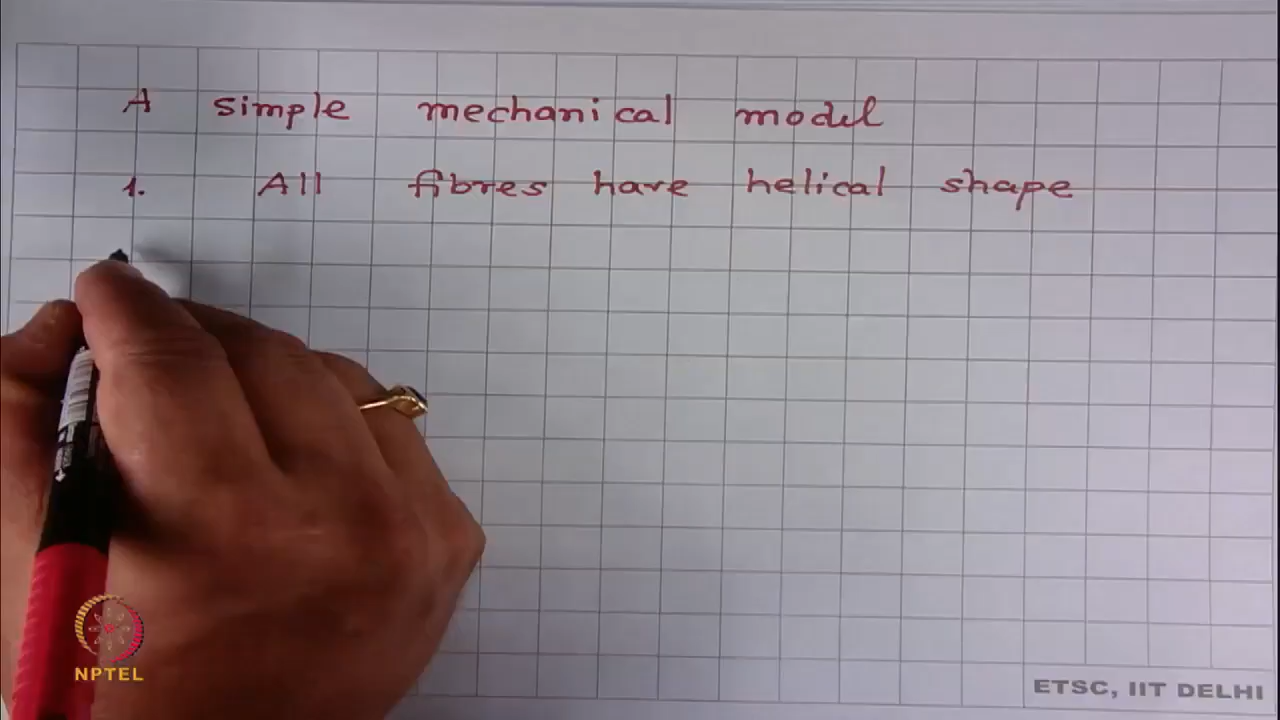 A simple mechanical model
1. All fibres have helical shape
NPTEL
ETSC, IIT DELHI